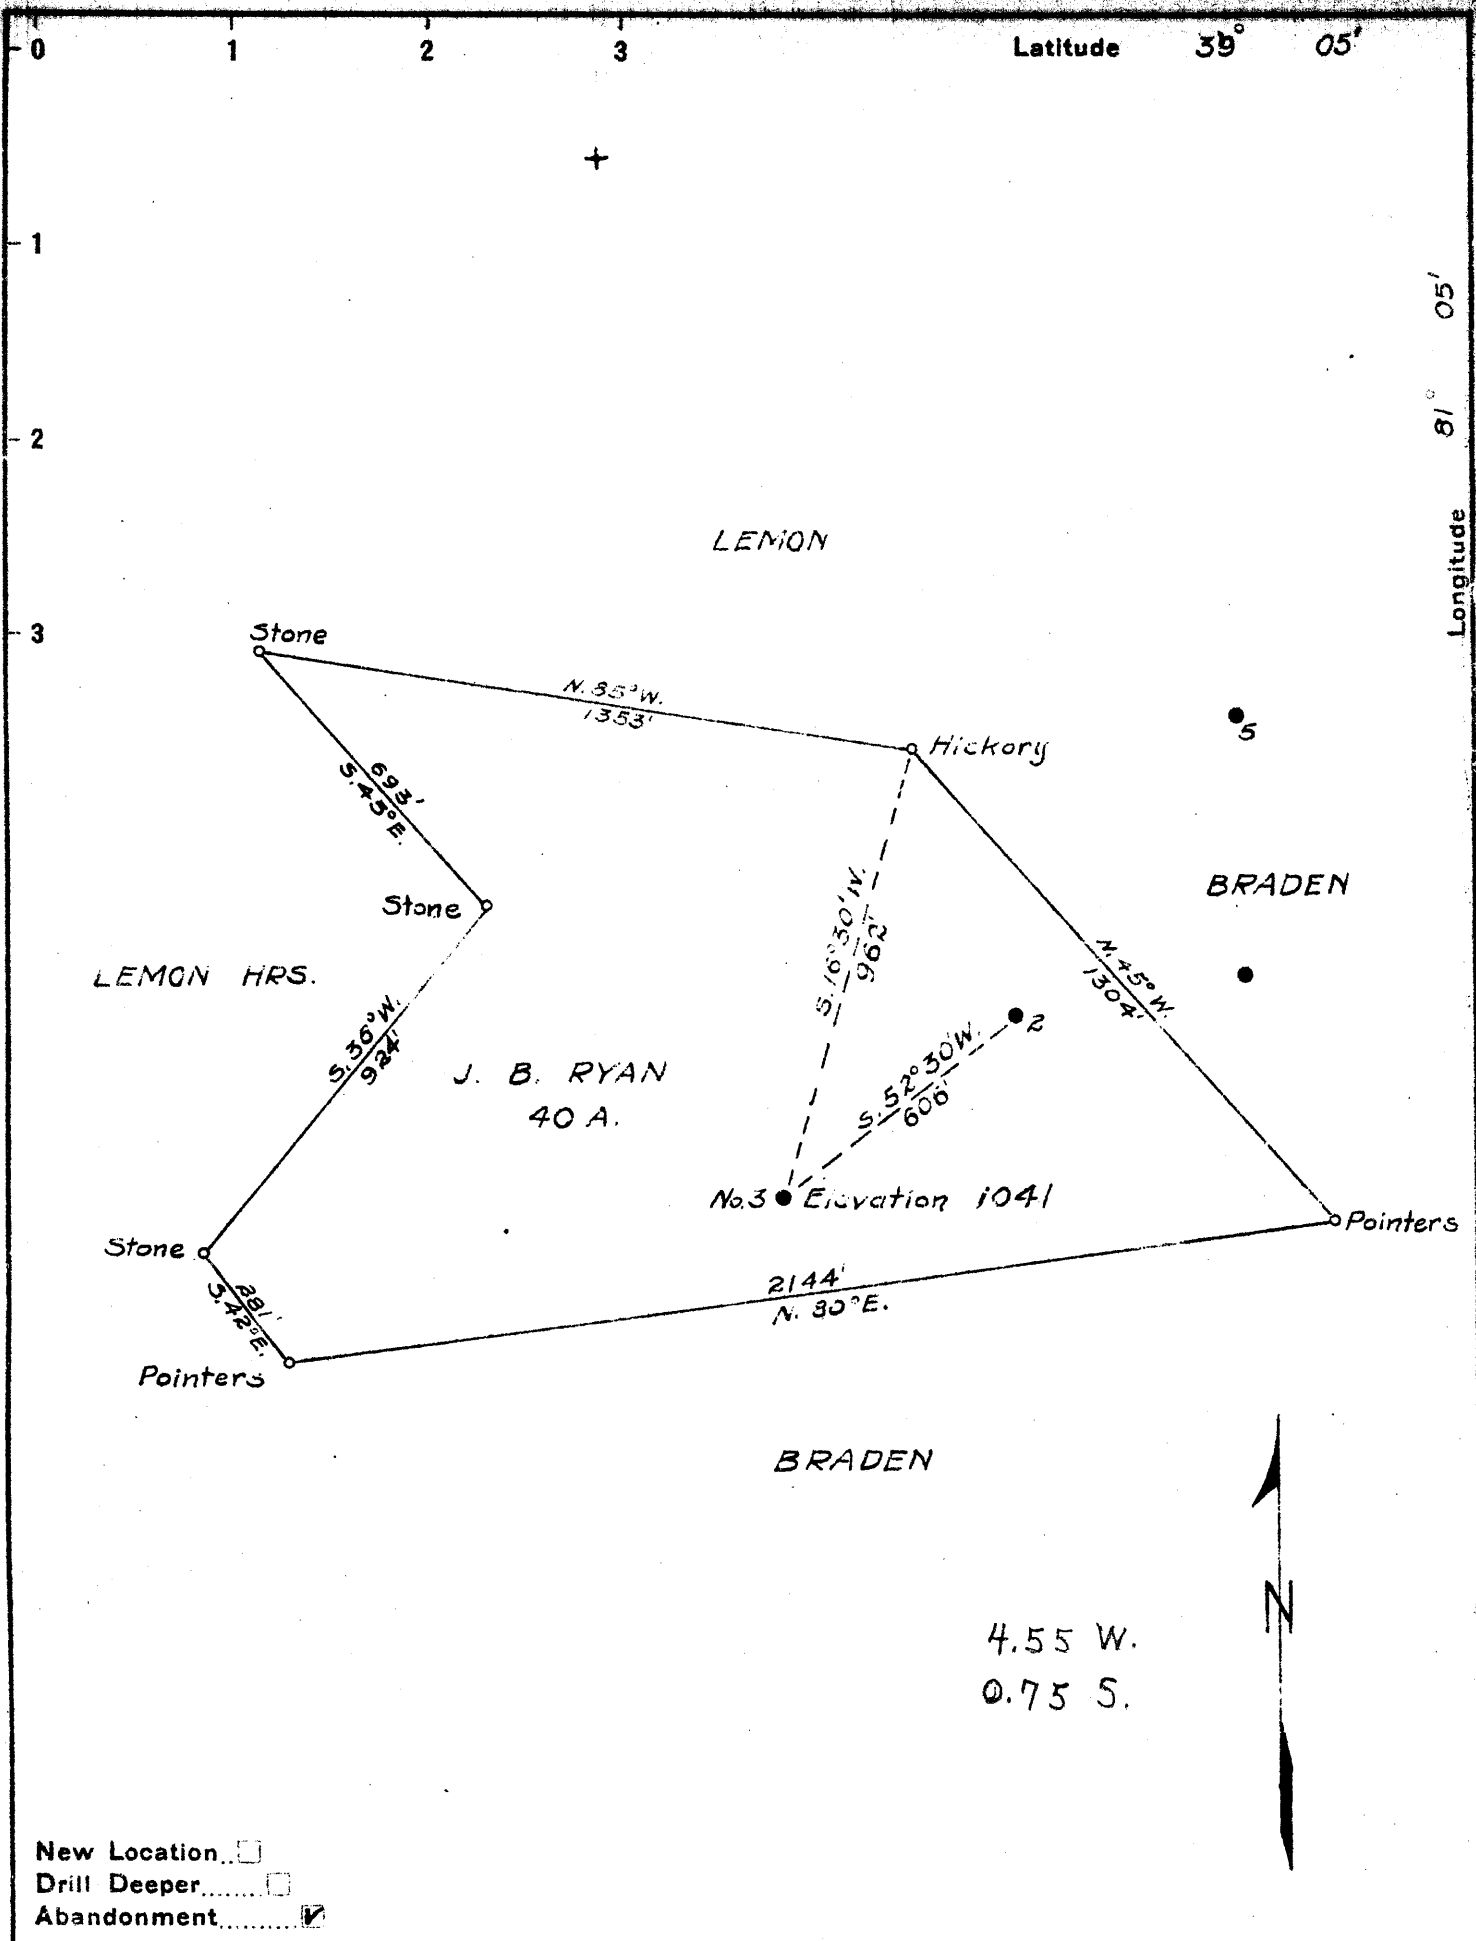 0 1 2 3 Latitude 39° 05'
1
2
3
Longitude 81° 05'
LEMON
Stone
N. 85° W.
1353'
Hickory
5
693'
S. 45° E.
Stone
BRADEN
S. 16° 30' W.
962'
N. 45° W.
1304'
LEMON HRS.
2
S. 36° W.
924'
S. 52° 30' W.
606'
J. B. RYAN
40 A.
No. 3 Elevation 1041
Pointers
Stone
S. 42° E.
2144'
N. 80° E.
Pointers
BRADEN
N
4.55 W.
0.75 S.
New Location..
Drill Deeper.......
Abandonment.........